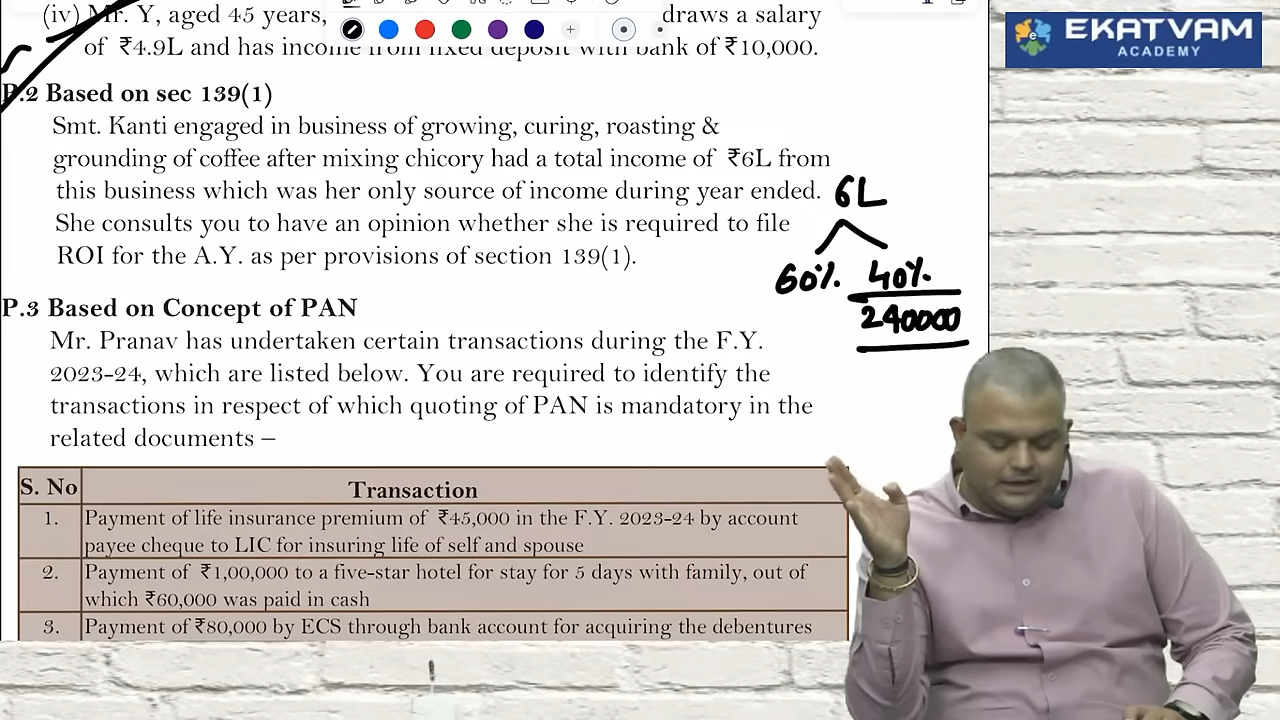 (iv) Mr. Y, aged 45 years, draws a salary
of ₹4.9L and has income from fixed deposit with bank of ₹10,000.
EKATVAM
ACADEMY
P.2 Based on sec 139(1)
Smt. Kanti engaged in business of growing, curing, roasting &
grounding of coffee after mixing chicory had a total income of ₹6L from
this business which was her only source of income during year ended.
She consults you to have an opinion whether she is required to file
ROI for the A.Y. as per provisions of section 139(1).
6L
60% 40%
240000
P.3 Based on Concept of PAN
Mr. Pranav has undertaken certain transactions during the F.Y.
2023-24, which are listed below. You are required to identify the
transactions in respect of which quoting of PAN is mandatory in the
related documents –
S. No Transaction
1. Payment of life insurance premium of ₹45,000 in the F.Y. 2023-24 by account
payee cheque to LIC for insuring life of self and spouse
2. Payment of ₹1,00,000 to a five-star hotel for stay for 5 days with family, out of
which ₹60,000 was paid in cash
3. Payment of ₹80,000 by ECS through bank account for acquiring the debentures